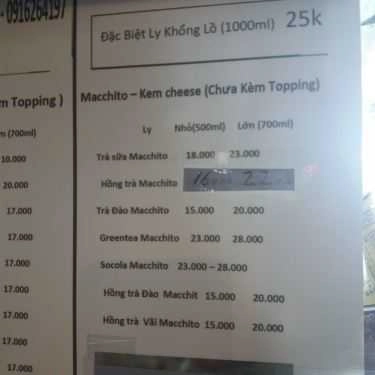 - 0916264197
Đặc Biệt Ly Khổng Lồ (1000ml) 25k
m Topping )
n (700ml)
10.000
20.000
17.000
17.000
17.000
17.000
17.000
17.000
Macchito – Kem cheese (Chưa Kèm Topping)
Ly Nhỏ(500ml) Lớn (700ml)
Trà sữa Macchito 18.000 23.000
Hồng trà Macchito 16 22
Trà Đào Macchito 15.000 20.000
Greentea Macchito 23.000 28.000
Socola Macchito 23.000 – 28.000
Hồng trà Đào Macchit 15.000 20.000
Hồng trà Vãi Macchito 15.000 20.000